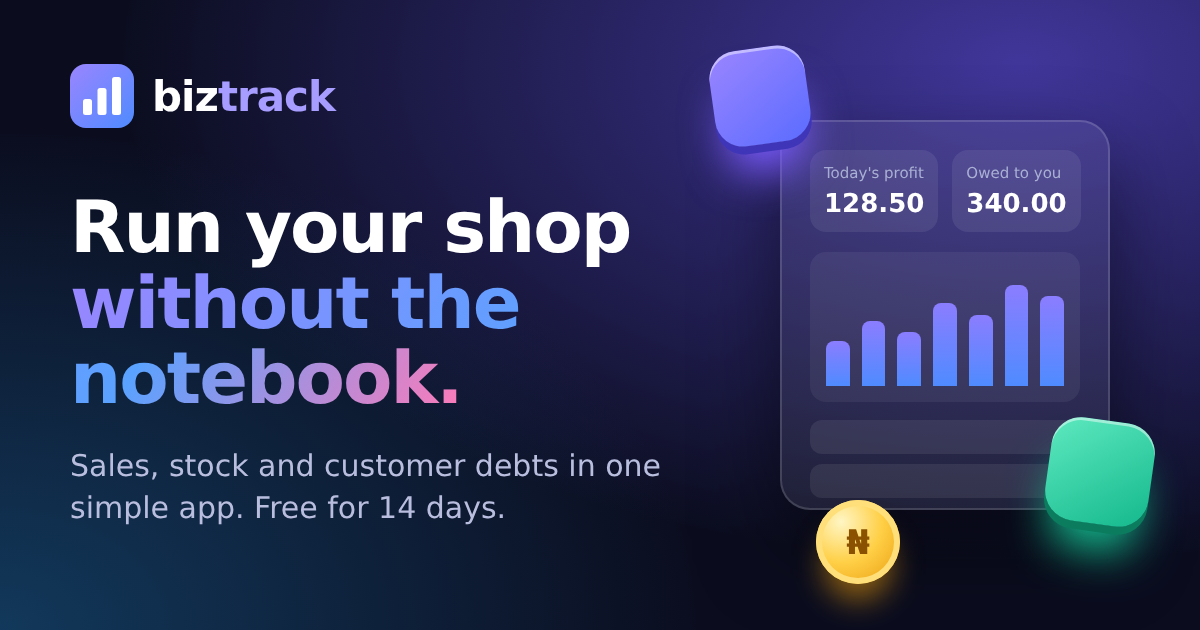 biztrack
Run your shop
without the
notebook.
Sales, stock and customer debts in one
simple app. Free for 14 days.
Today's profit
128.50
Owed to you
340.00
₦